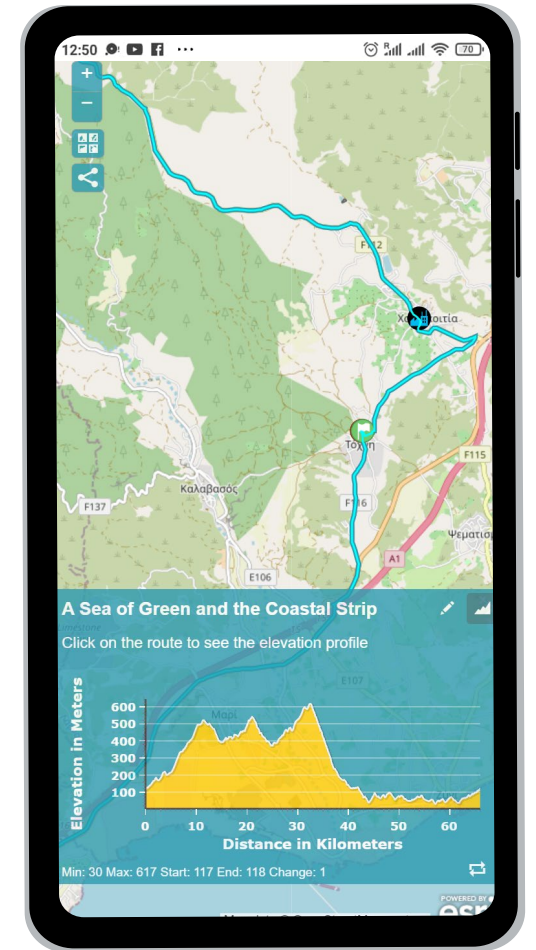 12:50
R
70
+
−
F112
Τόχνη
F115
Καλαβασός
F137
F116
A1
E106
A Sea of Green and the Coastal Strip
Click on the route to see the elevation profile
E107
Μαρί
Elevation in Meters
600
500
400
300
200
100
0 10 20 30 40 50 60
Distance in Kilometers
Min: 30 Max: 617 Start: 117 End: 118 Change: 1
POWERED BY
esri